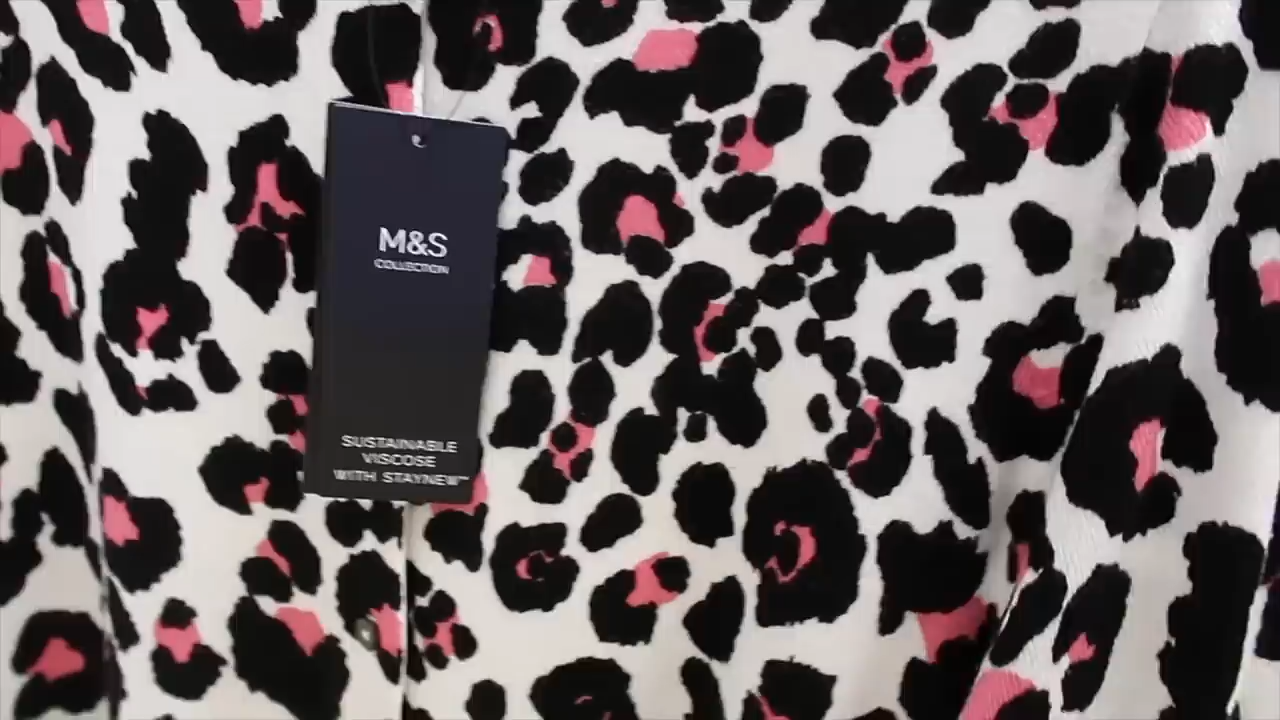 M&S
COLLECTION
SUSTAINABLE
VISCOSE
WITH STAYNEW™